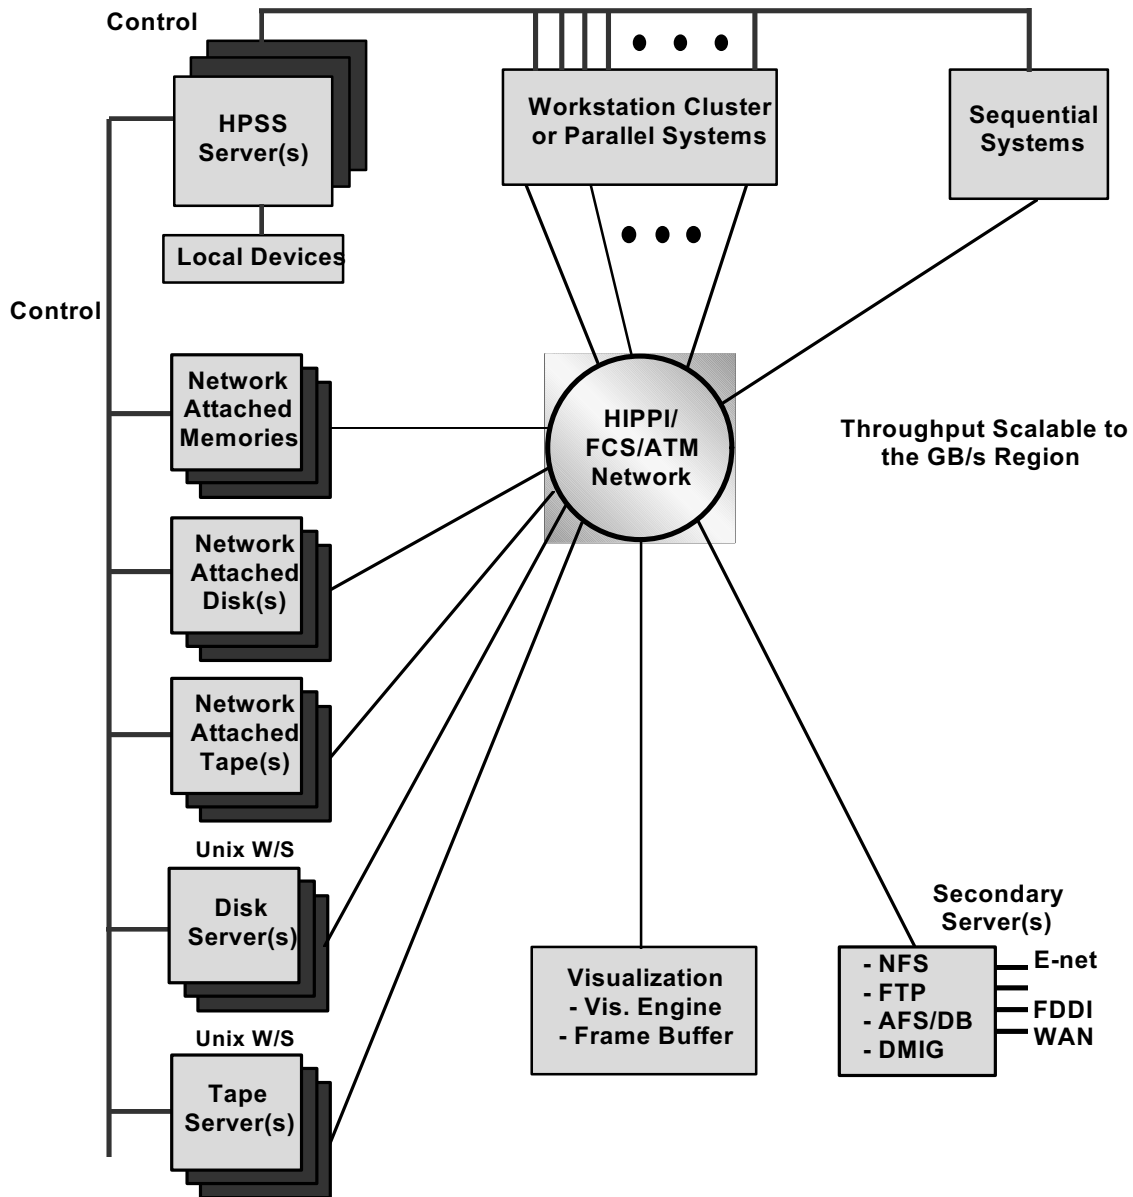 Control
HPSS
Server(s)
Workstation Cluster
or Parallel Systems
Sequential
Systems
Local Devices
Control
Network
Attached
Memories
HIPPI/
FCS/ATM
Network
Throughput Scalable to
the GB/s Region
Network
Attached
Disk(s)
Network
Attached
Tape(s)
Unix W/S
Disk
Server(s)
Unix W/S
Tape
Server(s)
Visualization
- Vis. Engine
- Frame Buffer
Secondary
Server(s)
- NFS
- FTP
- AFS/DB
- DMIG
E-net
FDDI
WAN